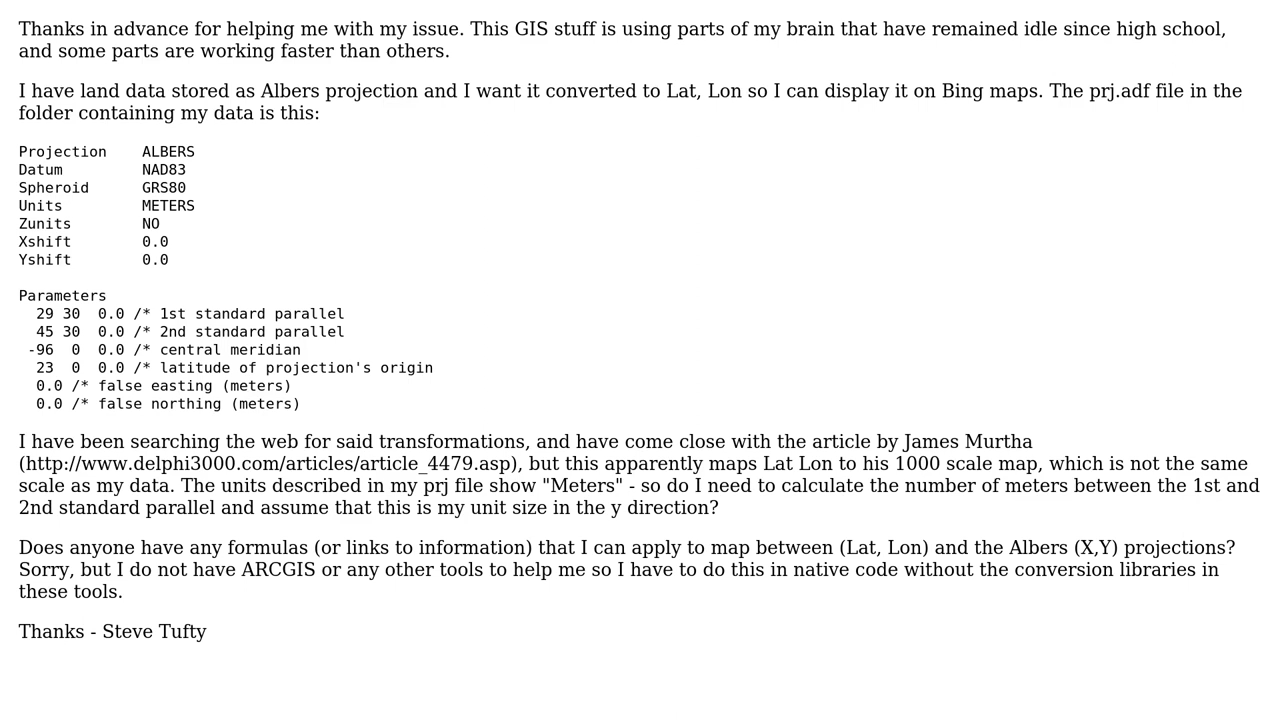 Thanks in advance for helping me with my issue. This GIS stuff is using parts of my brain that have remained idle since high school,
and some parts are working faster than others.
I have land data stored as Albers projection and I want it converted to Lat, Lon so I can display it on Bing maps. The prj.adf file in the
folder containing my data is this:
Projection    ALBERS
Datum         NAD83
Spheroid      GRS80
Units         METERS
Zunits        NO
Xshift        0.0
Yshift        0.0
Parameters
  29 30  0.0 /* 1st standard parallel
  45 30  0.0 /* 2nd standard parallel
 -96  0  0.0 /* central meridian
  23  0  0.0 /* latitude of projection's origin
  0.0 /* false easting (meters)
  0.0 /* false northing (meters)
I have been searching the web for said transformations, and have come close with the article by James Murtha
(http://www.delphi3000.com/articles/article_4479.asp), but this apparently maps Lat Lon to his 1000 scale map, which is not the same
scale as my data. The units described in my prj file show "Meters" - so do I need to calculate the number of meters between the 1st and
2nd standard parallel and assume that this is my unit size in the y direction?
Does anyone have any formulas (or links to information) that I can apply to map between (Lat, Lon) and the Albers (X,Y) projections?
Sorry, but I do not have ARCGIS or any other tools to help me so I have to do this in native code without the conversion libraries in
these tools.
Thanks - Steve Tufty